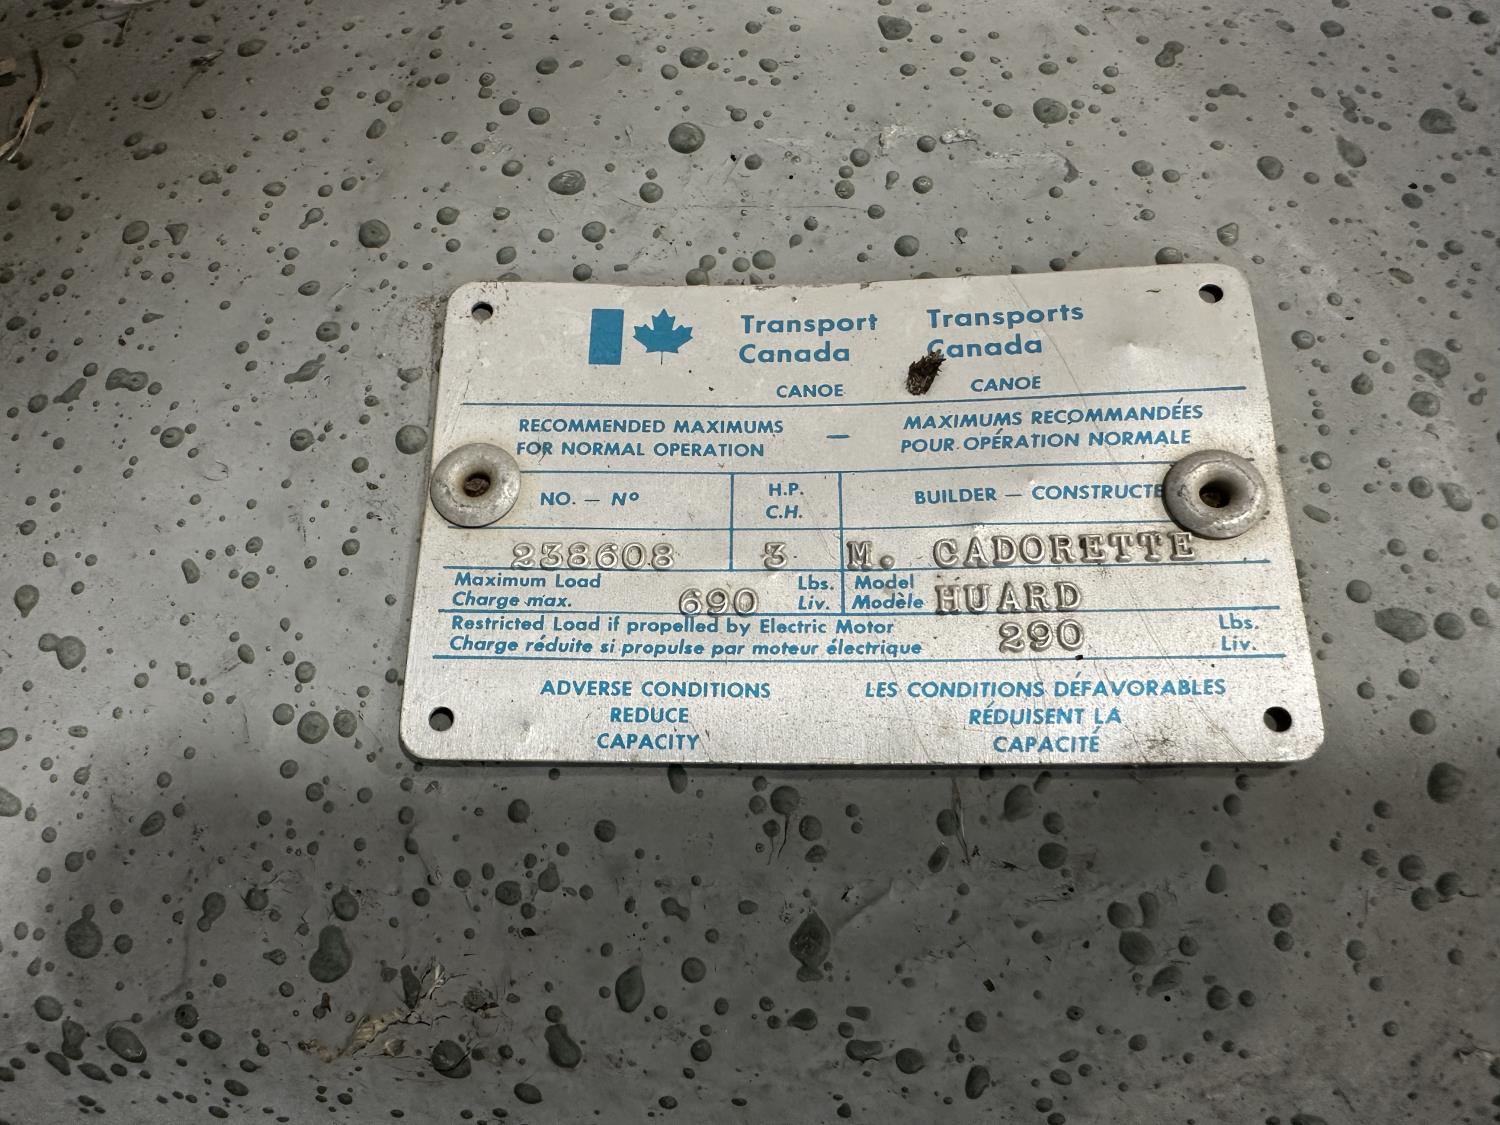 Transport Canada
Transports Canada
CANOE
CANOE
RECOMMENDED MAXIMUMS
FOR NORMAL OPERATION
—
MAXIMUMS RECOMMANDÉES
POUR OPÉRATION NORMALE
NO. — Nº
H.P.
C.H.
BUILDER — CONSTRUCTE
238608
3
M. CADORETTE
Maximum Load
Charge max.
690
Lbs.
Liv.
Model
Modèle
HUARD
Restricted Load if propelled by Electric Motor
Charge réduite si propulse par moteur électrique
290
Lbs.
Liv.
ADVERSE CONDITIONS
REDUCE
CAPACITY
LES CONDITIONS DÉFAVORABLES
RÉDUISENT LA
CAPACITÉ